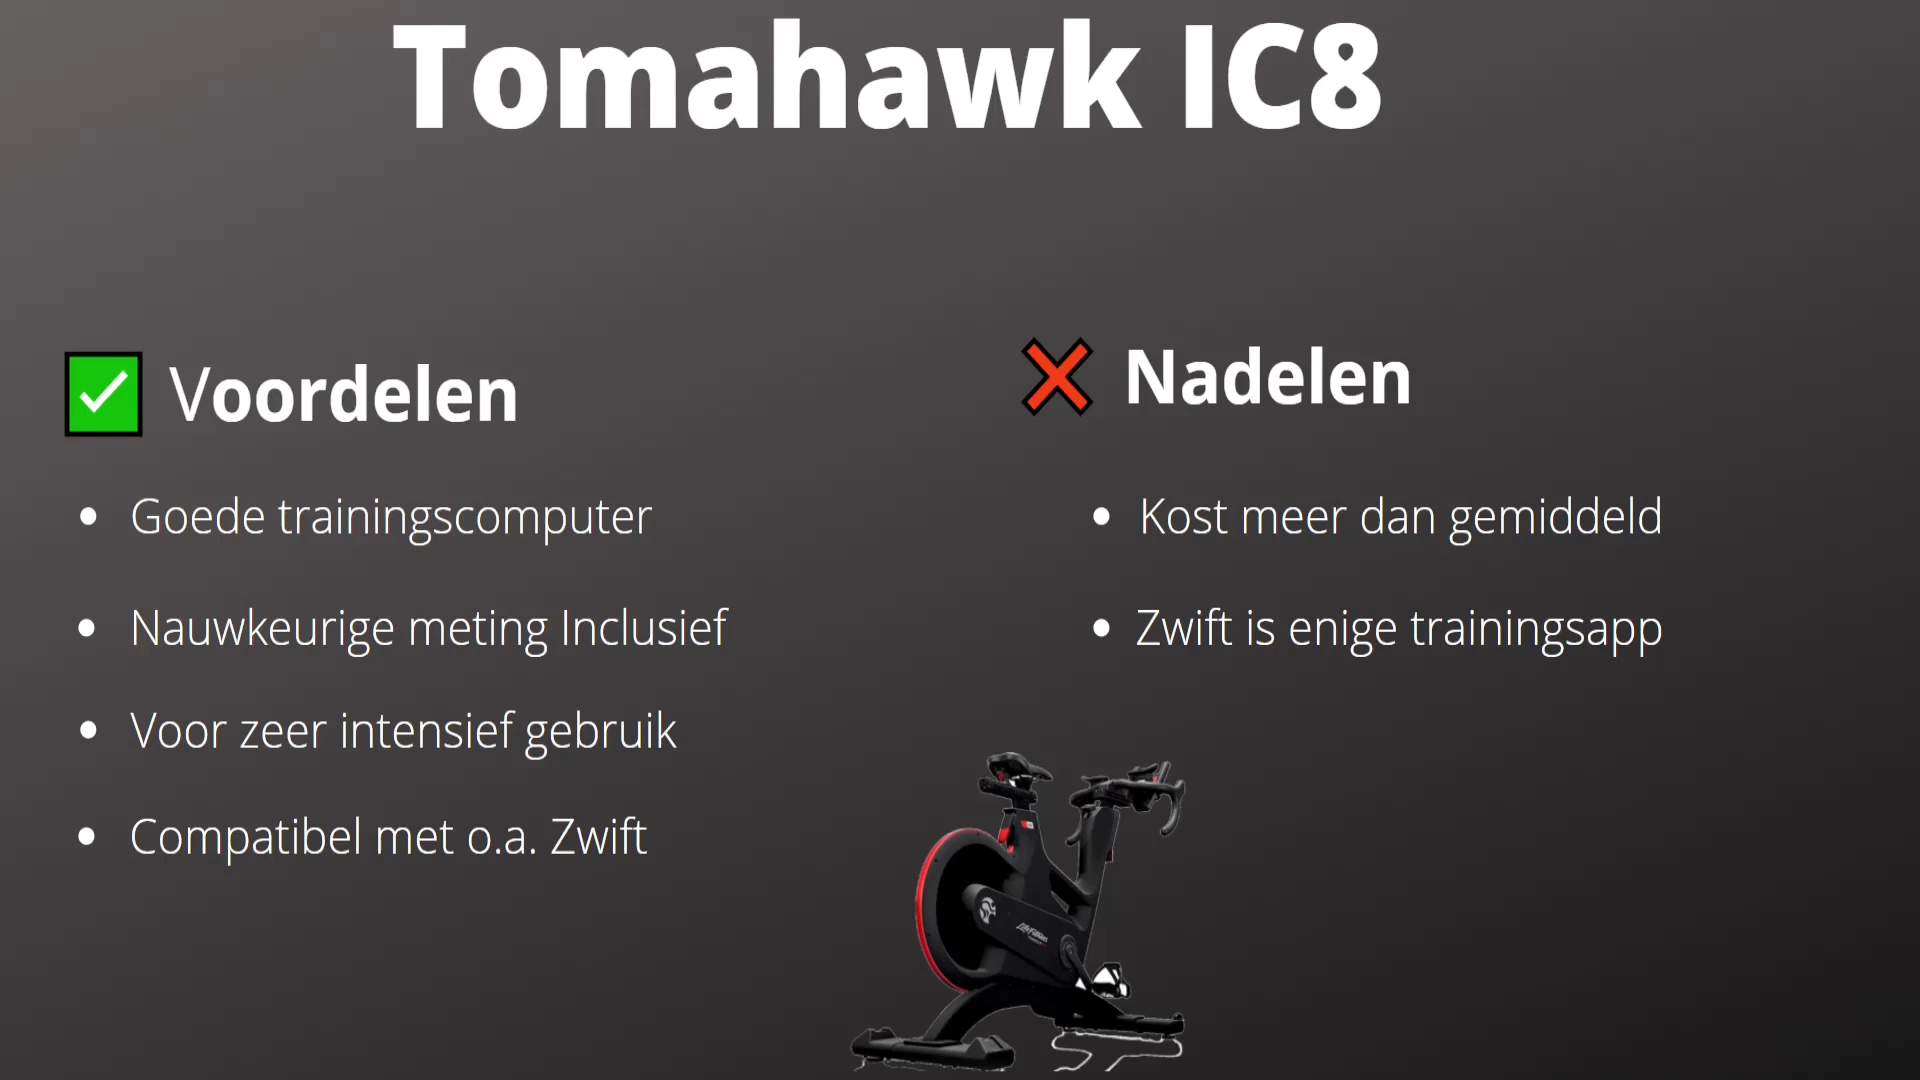 Tomahawk IC8
Voordelen
Goede trainingscomputer
Nauwkeurige meting Inclusief
Voor zeer intensief gebruik
Compatibel met o.a. Zwift
Nadelen
Kost meer dan gemiddeld
Zwift is enige trainingsapp
LifeFitness